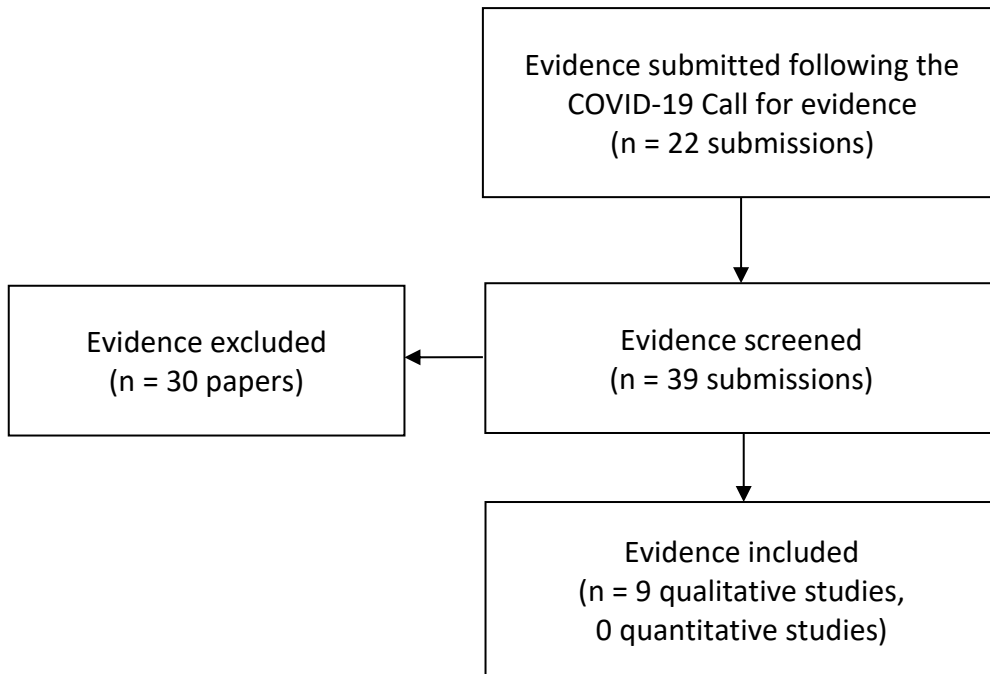 Evidence submitted following the
COVID-19 Call for evidence
(n = 22 submissions)
Evidence excluded
(n = 30 papers)
Evidence screened
(n = 39 submissions)
Evidence included
(n = 9 qualitative studies,
0 quantitative studies)